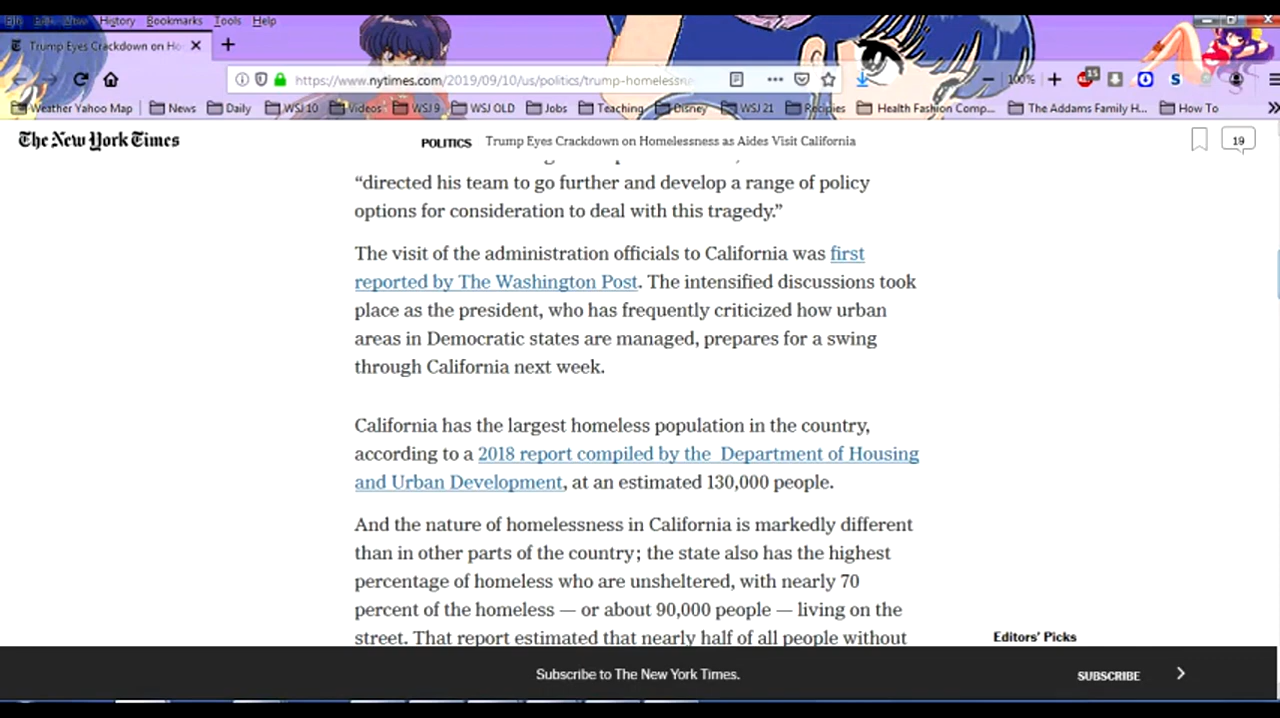 File Edit View History Bookmarks Tools Help
Trump Eyes Crackdown on Ho
https://www.nytimes.com/2019/09/10/us/politics/trump-homelessn
100%
15
Weather Yahoo Map News Daily WSJ 10 Videos WSJ 9 WSJ OLD Jobs Teaching Disney WSJ 21 Recipies Health Fashion Comp... The Addams Family H... How To
The New York Times
POLITICS Trump Eyes Crackdown on Homelessness as Aides Visit California
19
“directed his team to go further and develop a range of policy
options for consideration to deal with this tragedy.”
The visit of the administration officials to California was first
reported by The Washington Post. The intensified discussions took
place as the president, who has frequently criticized how urban
areas in Democratic states are managed, prepares for a swing
through California next week.
California has the largest homeless population in the country,
according to a 2018 report compiled by the Department of Housing
and Urban Development, at an estimated 130,000 people.
And the nature of homelessness in California is markedly different
than in other parts of the country; the state also has the highest
percentage of homeless who are unsheltered, with nearly 70
percent of the homeless — or about 90,000 people — living on the
street. That report estimated that nearly half of all people without
Editors’ Picks
Subscribe to The New York Times.
SUBSCRIBE